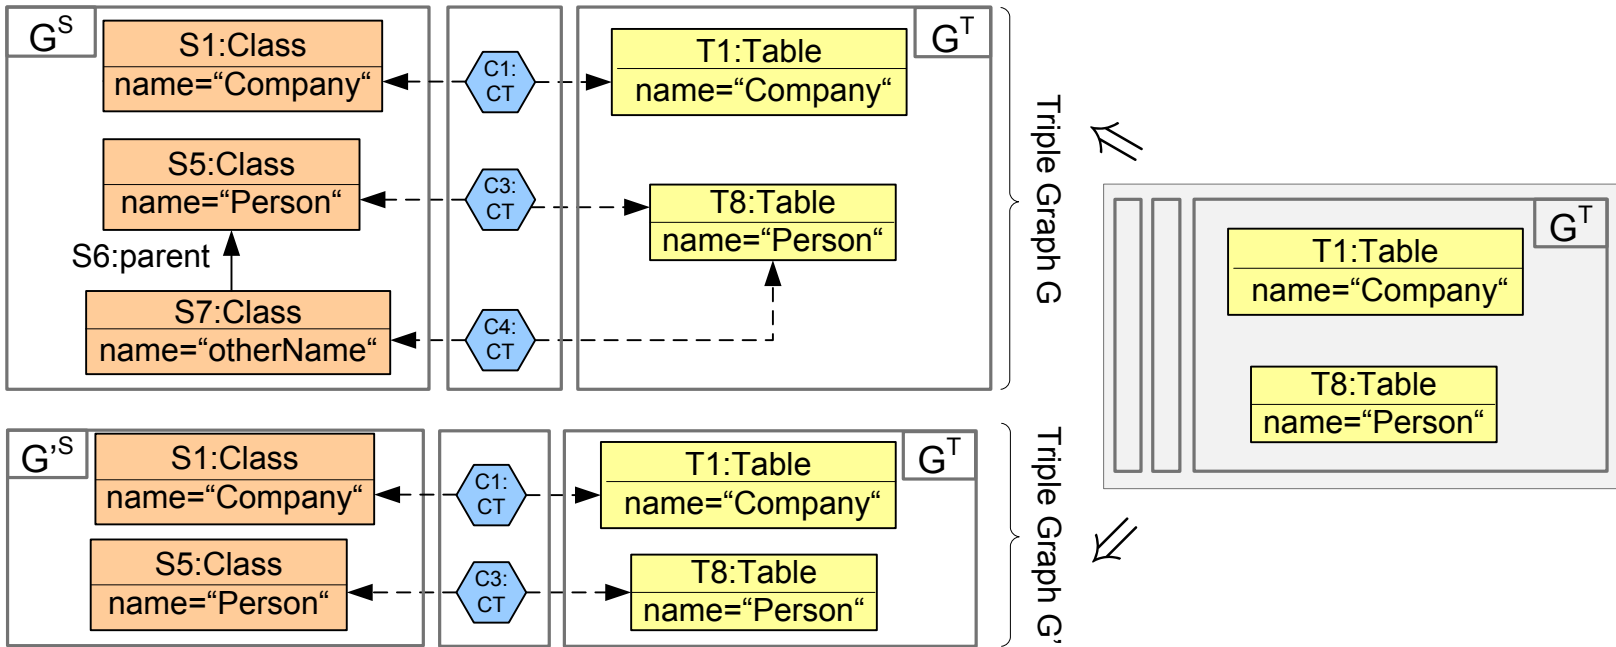 G^S
S1:Class
name=“Company“
C1:
CT
T1:Table
name=“Company“
G^T
S5:Class
name=“Person“
C3:
CT
T8:Table
name=“Person“
S6:parent
S7:Class
name=“otherName“
C4:
CT
Triple Graph G
G^T
T1:Table
name=“Company“
T8:Table
name=“Person“
G’^S
S1:Class
name=“Company“
C1:
CT
T1:Table
name=“Company“
G^T
S5:Class
name=“Person“
C3:
CT
T8:Table
name=“Person“
Triple Graph G’